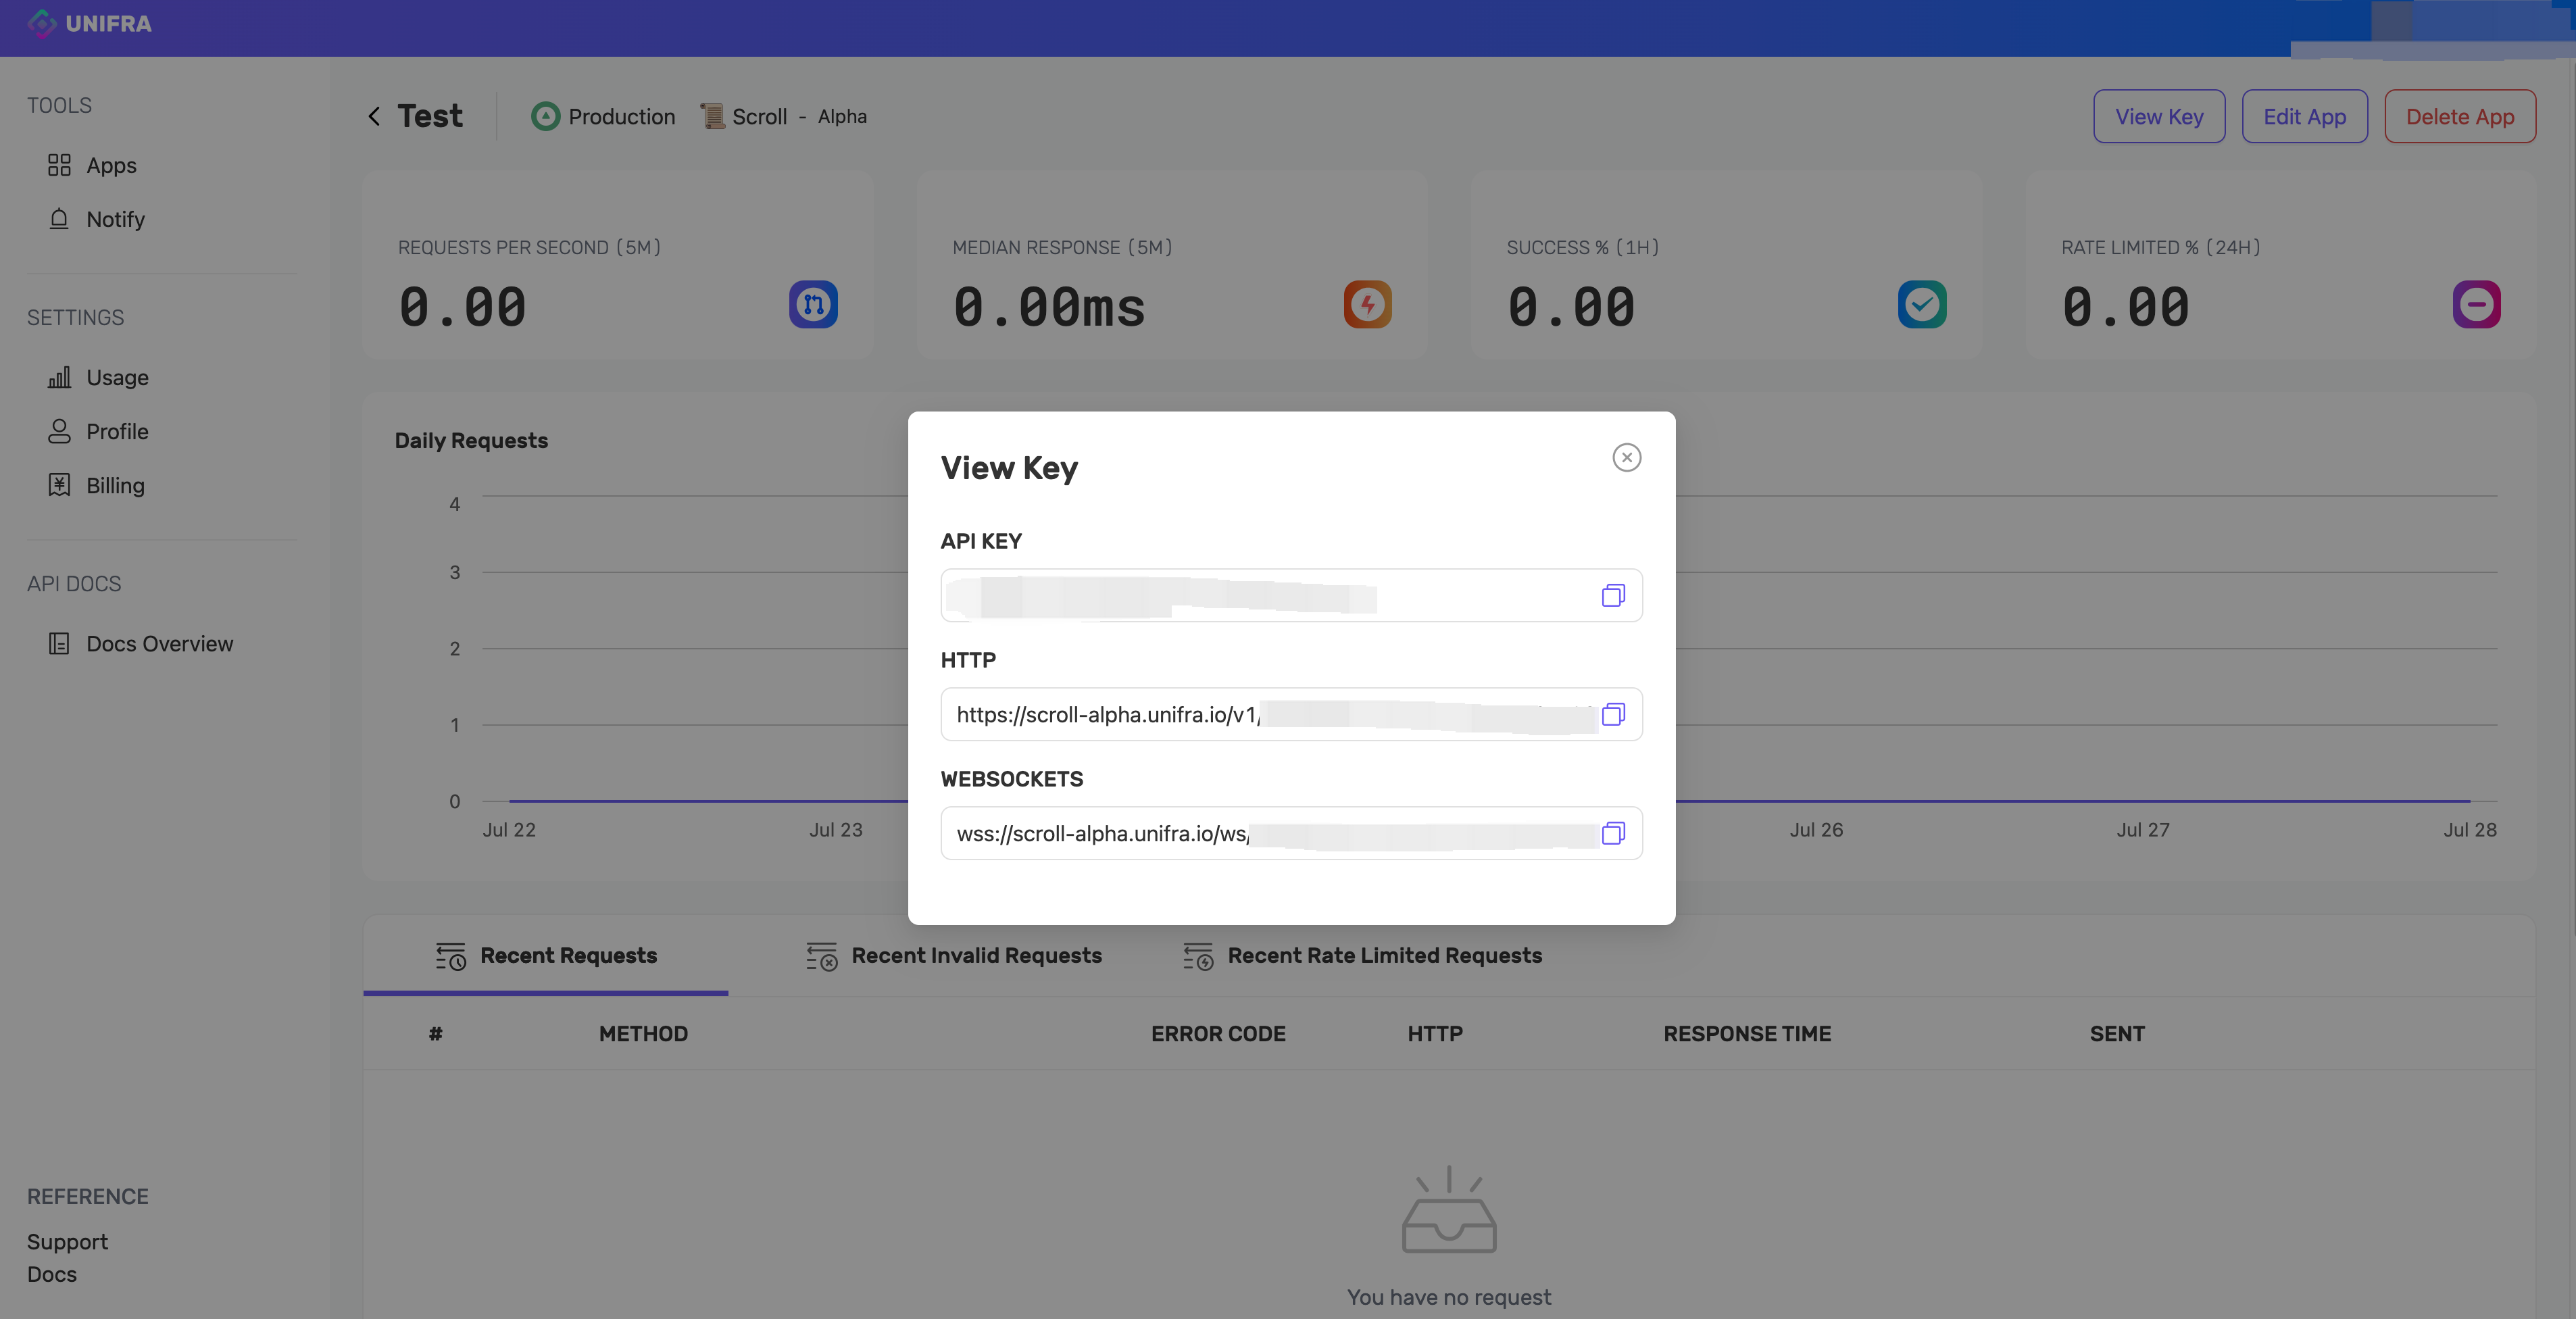 UNIFRA
TOOLS
Apps
Notify
SETTINGS
Usage
Profile
Billing
API DOCS
Docs Overview
REFERENCE
Support
Docs
Test
Production
Scroll - Alpha
View Key
Edit App
Delete App
REQUESTS PER SECOND (5M)
0.00
MEDIAN RESPONSE (5M)
0.00ms
SUCCESS % (1H)
0.00
RATE LIMITED % (24H)
0.00
Daily Requests
4
3
2
1
0
Jul 22
Jul 23
Jul 26
Jul 27
Jul 28
View Key
API KEY
HTTP
https://scroll-alpha.unifra.io/v1/
WEBSOCKETS
wss://scroll-alpha.unifra.io/ws/
Recent Requests
Recent Invalid Requests
Recent Rate Limited Requests
# METHOD ERROR CODE HTTP RESPONSE TIME SENT
You have no request